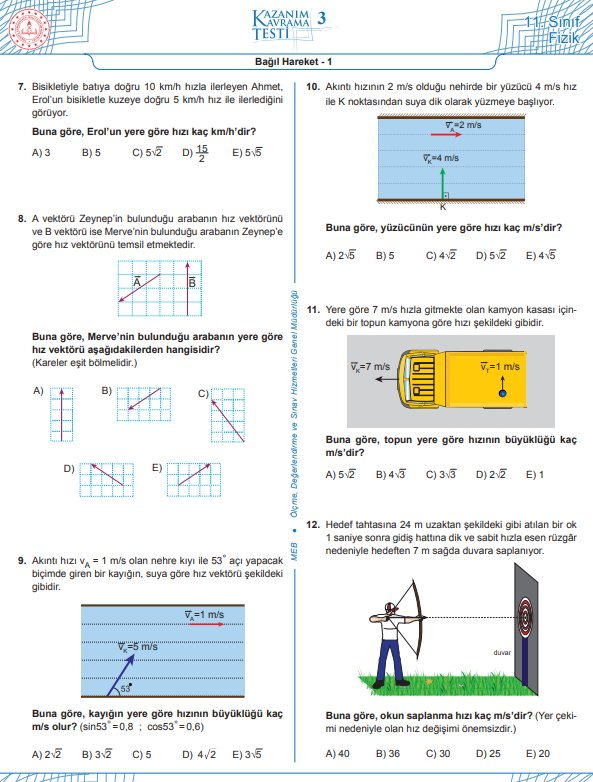 KAZANIM
KAVRAMA
TESTİ
3
11. Sınıf
Fizik
Bağıl Hareket - 1
7. Bisikletiyle batıya doğru 10 km/h hızla ilerleyen Ahmet,
Erol'un bisikletle kuzeye doğru 5 km/h hız ile ilerlediğini
görüyor.
Buna göre, Erol'un yere göre hızı kaç km/h'dir?
A) 3 B) 5 C) 5√2 D) 15/2 E) 5√5
8. A vektörü Zeynep'in bulunduğu arabanın hız vektörünü
ve B vektörü ise Merve'nin bulunduğu arabanın Zeynep'e
göre hız vektörünü temsil etmektedir.
A⃗ B⃗
Buna göre, Merve'nin bulunduğu arabanın yere göre
hız vektörü aşağıdakilerden hangisidir?
(Kareler eşit bölmelidir.)
A) B) C)
D) E)
9. Akıntı hızı v_A = 1 m/s olan nehre kıyı ile 53° açı yapacak
biçimde giren bir kayığın, suya göre hız vektörü şekildeki
gibidir.
v⃗_A=1 m/s
v⃗_K=5 m/s
53°
Buna göre, kayığın yere göre hızının büyüklüğü kaç
m/s olur? (sin53°=0,8 ; cos53°=0,6)
A) 2√2 B) 3√2 C) 5 D) 4√2 E) 3√5
MEB ● Ölçme, Değerlendirme ve Sınav Hizmetleri Genel Müdürlüğü
10. Akıntı hızının 2 m/s olduğu nehirde bir yüzücü 4 m/s hız
ile K noktasından suya dik olarak yüzmeye başlıyor.
v⃗_A=2 m/s
v⃗_K=4 m/s
K
Buna göre, yüzücünün yere göre hızı kaç m/s'dir?
A) 2√5 B) 5 C) 4√2 D) 5√2 E) 4√5
11. Yere göre 7 m/s hızla gitmekte olan kamyon kasası için-
deki bir topun kamyona göre hızı şekildeki gibidir.
v⃗_K=7 m/s
v⃗_T=1 m/s
Buna göre, topun yere göre hızının büyüklüğü kaç
m/s'dir?
A) 5√2 B) 4√3 C) 3√3 D) 2√2 E) 1
12. Hedef tahtasına 24 m uzaktan şekildeki gibi atılan bir ok
1 saniye sonra gidiş hattına dik ve sabit hızla esen rüzgâr
nedeniyle hedeften 7 m sağda duvara saplanıyor.
duvar
Buna göre, okun saplanma hızı kaç m/s'dir? (Yer çeki-
mi nedeniyle olan hız değişimi önemsizdir.)
A) 40 B) 36 C) 30 D) 25 E) 20